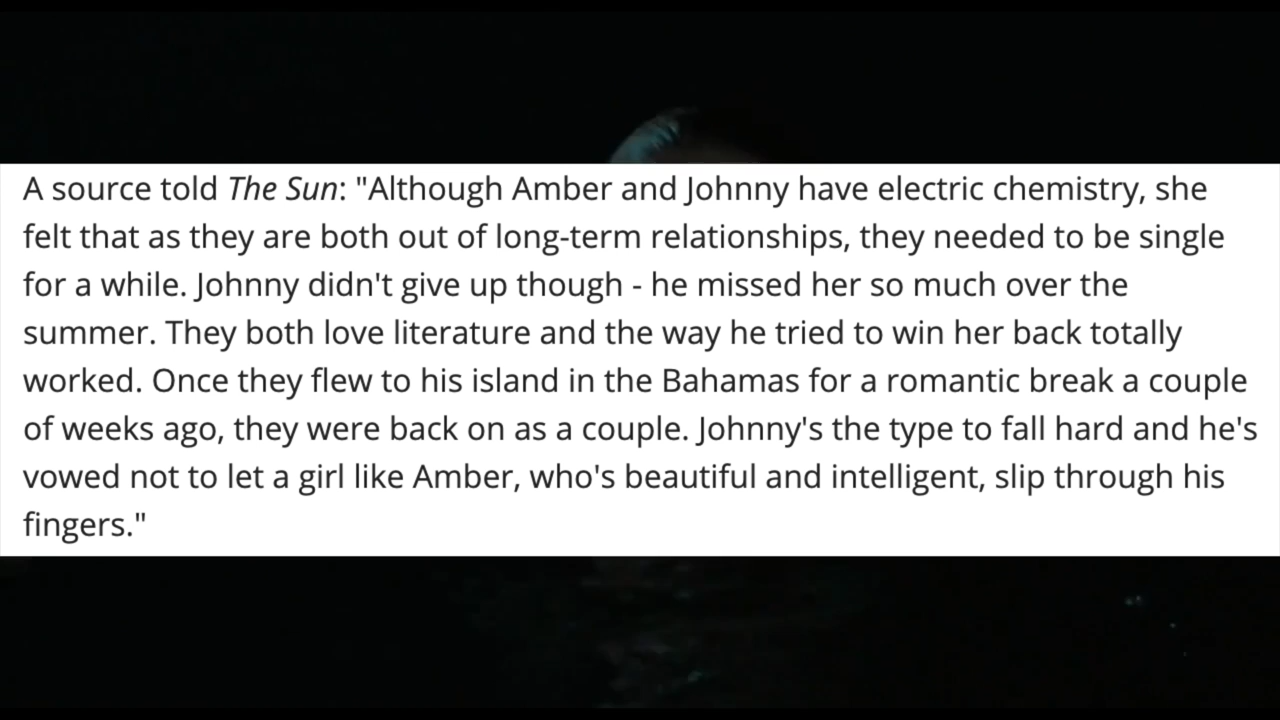 A source told The Sun: "Although Amber and Johnny have electric chemistry, she
felt that as they are both out of long-term relationships, they needed to be single
for a while. Johnny didn't give up though - he missed her so much over the
summer. They both love literature and the way he tried to win her back totally
worked. Once they flew to his island in the Bahamas for a romantic break a couple
of weeks ago, they were back on as a couple. Johnny's the type to fall hard and he's
vowed not to let a girl like Amber, who's beautiful and intelligent, slip through his
fingers."